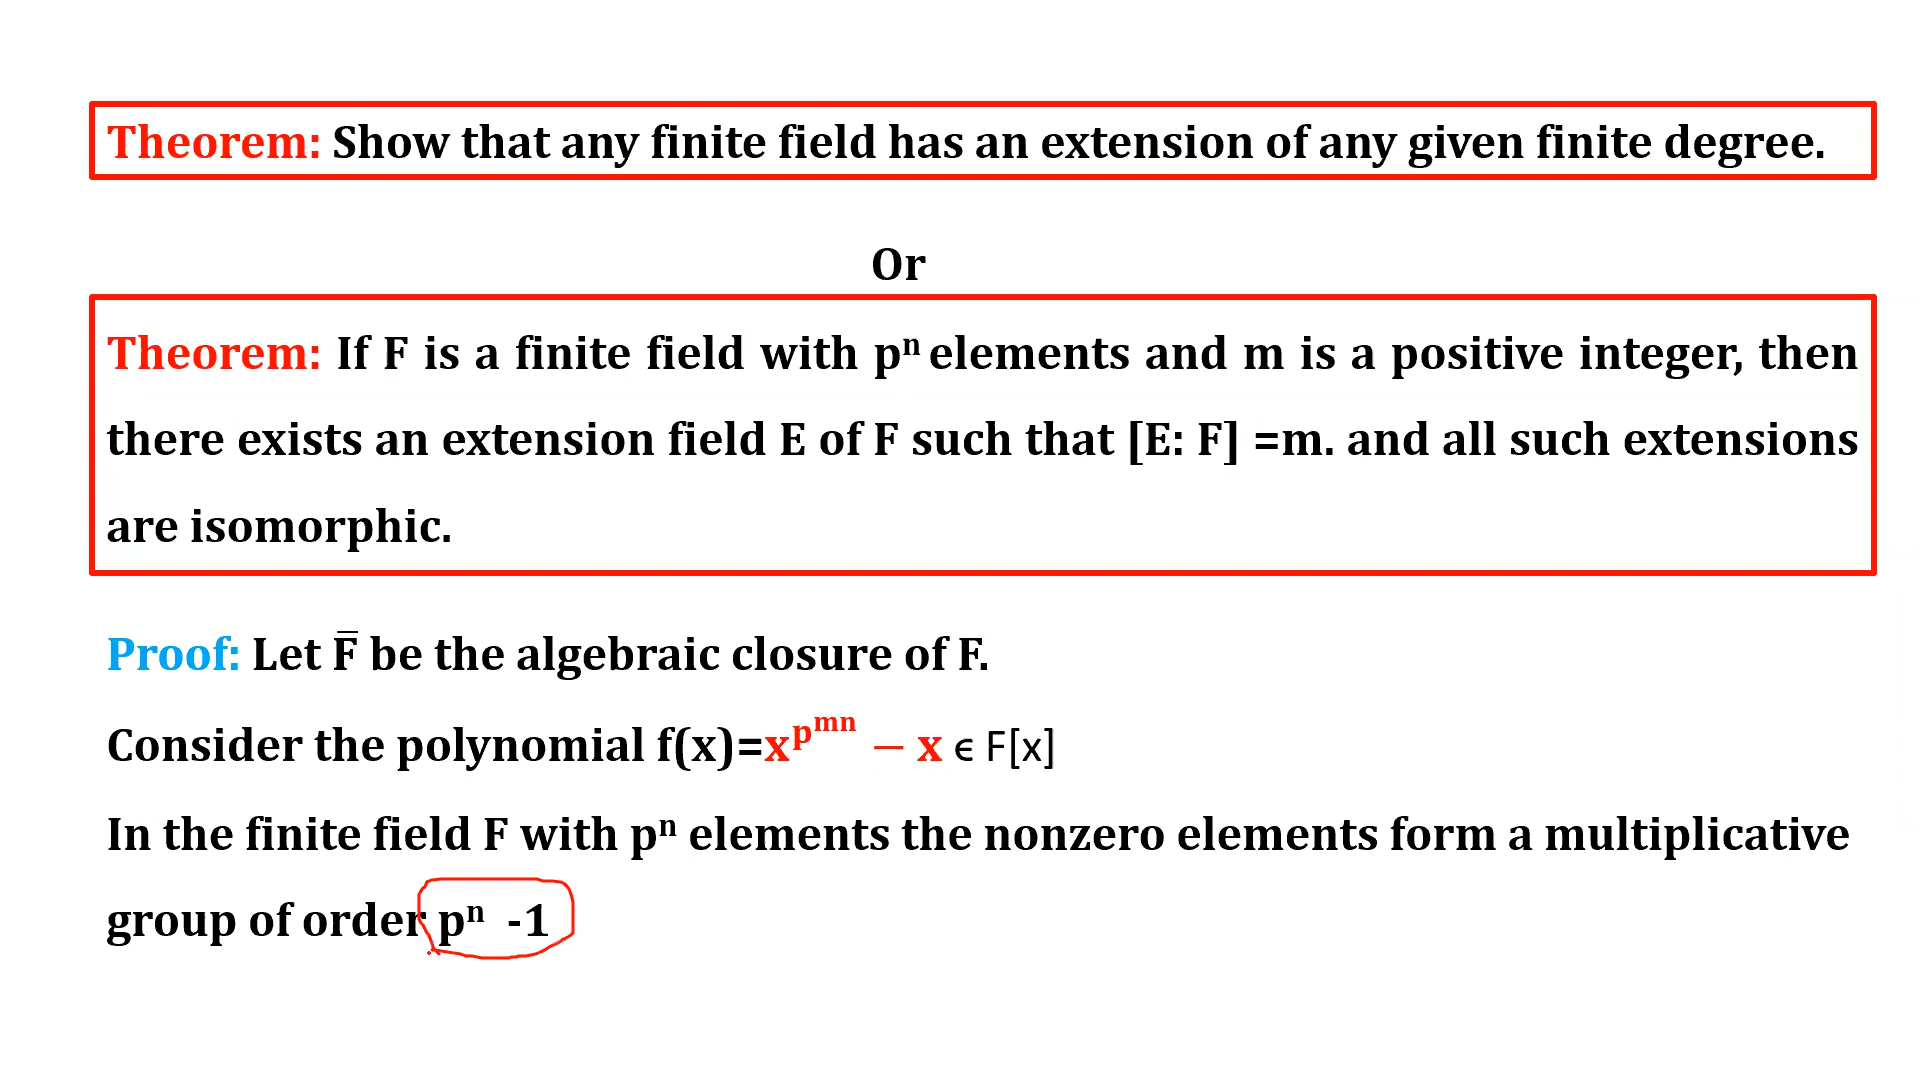 Theorem: Show that any finite field has an extension of any given finite degree.
Or
Theorem: If F is a finite field with pⁿ elements and m is a positive integer, then
there exists an extension field E of F such that [E: F] =m. and all such extensions
are isomorphic.
Proof: Let F̅ be the algebraic closure of F.
Consider the polynomial f(x)=x^{p^{mn}} − x ϵ F[x]
In the finite field F with pⁿ elements the nonzero elements form a multiplicative
group of order pⁿ -1